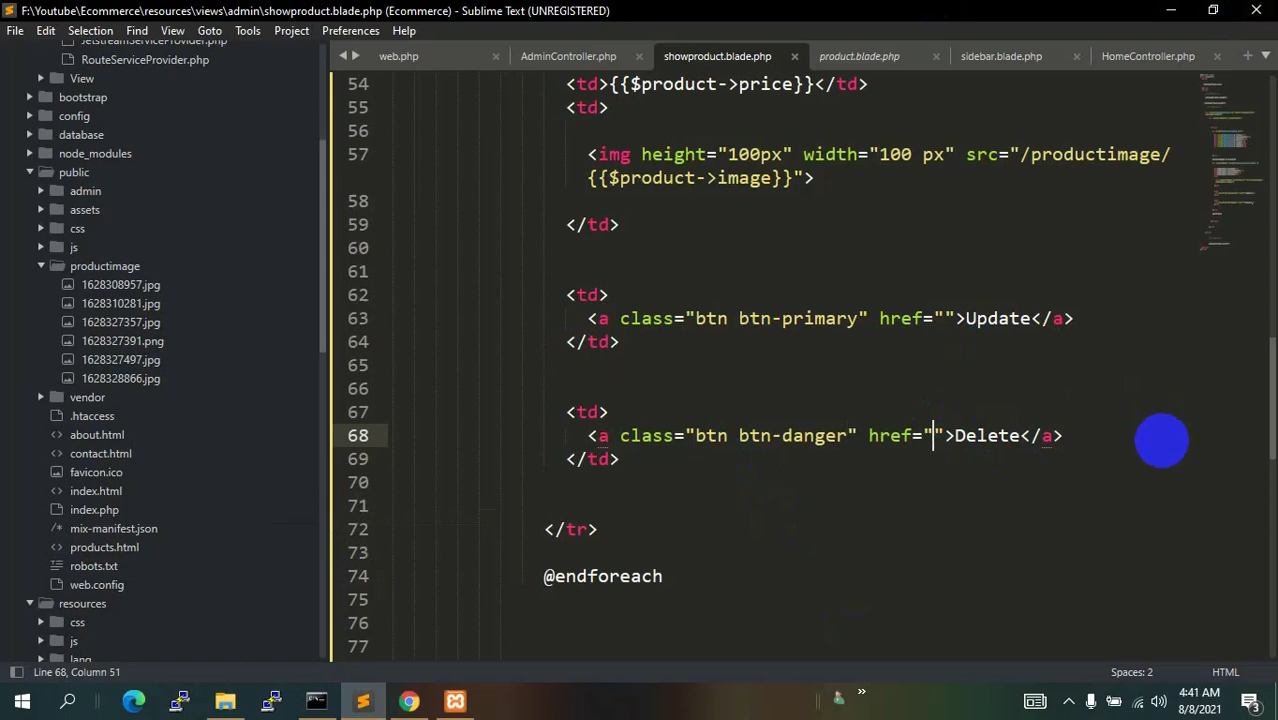 F:\Youtube\Ecommerce\resources\views\admin\showproduct.blade.php (Ecommerce) - Sublime Text (UNREGISTERED)
File Edit Selection Find View Goto Tools Project Preferences Help
JetstreamServiceProvider.php
RouteServiceProvider.php
View
bootstrap
config
database
node_modules
public
admin
assets
css
js
productimage
1628308957.jpg
1628310281.jpg
1628327357.jpg
1628327391.png
1628327497.jpg
1628328866.jpg
vendor
.htaccess
about.html
contact.html
favicon.ico
index.html
index.php
mix-manifest.json
products.html
robots.txt
web.config
resources
css
js
lang
web.php × AdminController.php × showproduct.blade.php × product.blade.php × sidebar.blade.php × HomeController.php ×
54 <td>{{$product->price}}</td>
55 <td>
56
57 <img height="100px" width="100 px" src="/productimage/
{{$product->image}}">
58
59 </td>
60
61
62 <td>
63 <a class="btn btn-primary" href="">Update</a>
64 </td>
65
66
67 <td>
68 <a class="btn btn-danger" href="">Delete</a>
69 </td>
70
71
72 </tr>
73
74 @endforeach
75
76
77
Line 68, Column 51
Spaces: 2
HTML
4:41 AM
8/8/2021
3